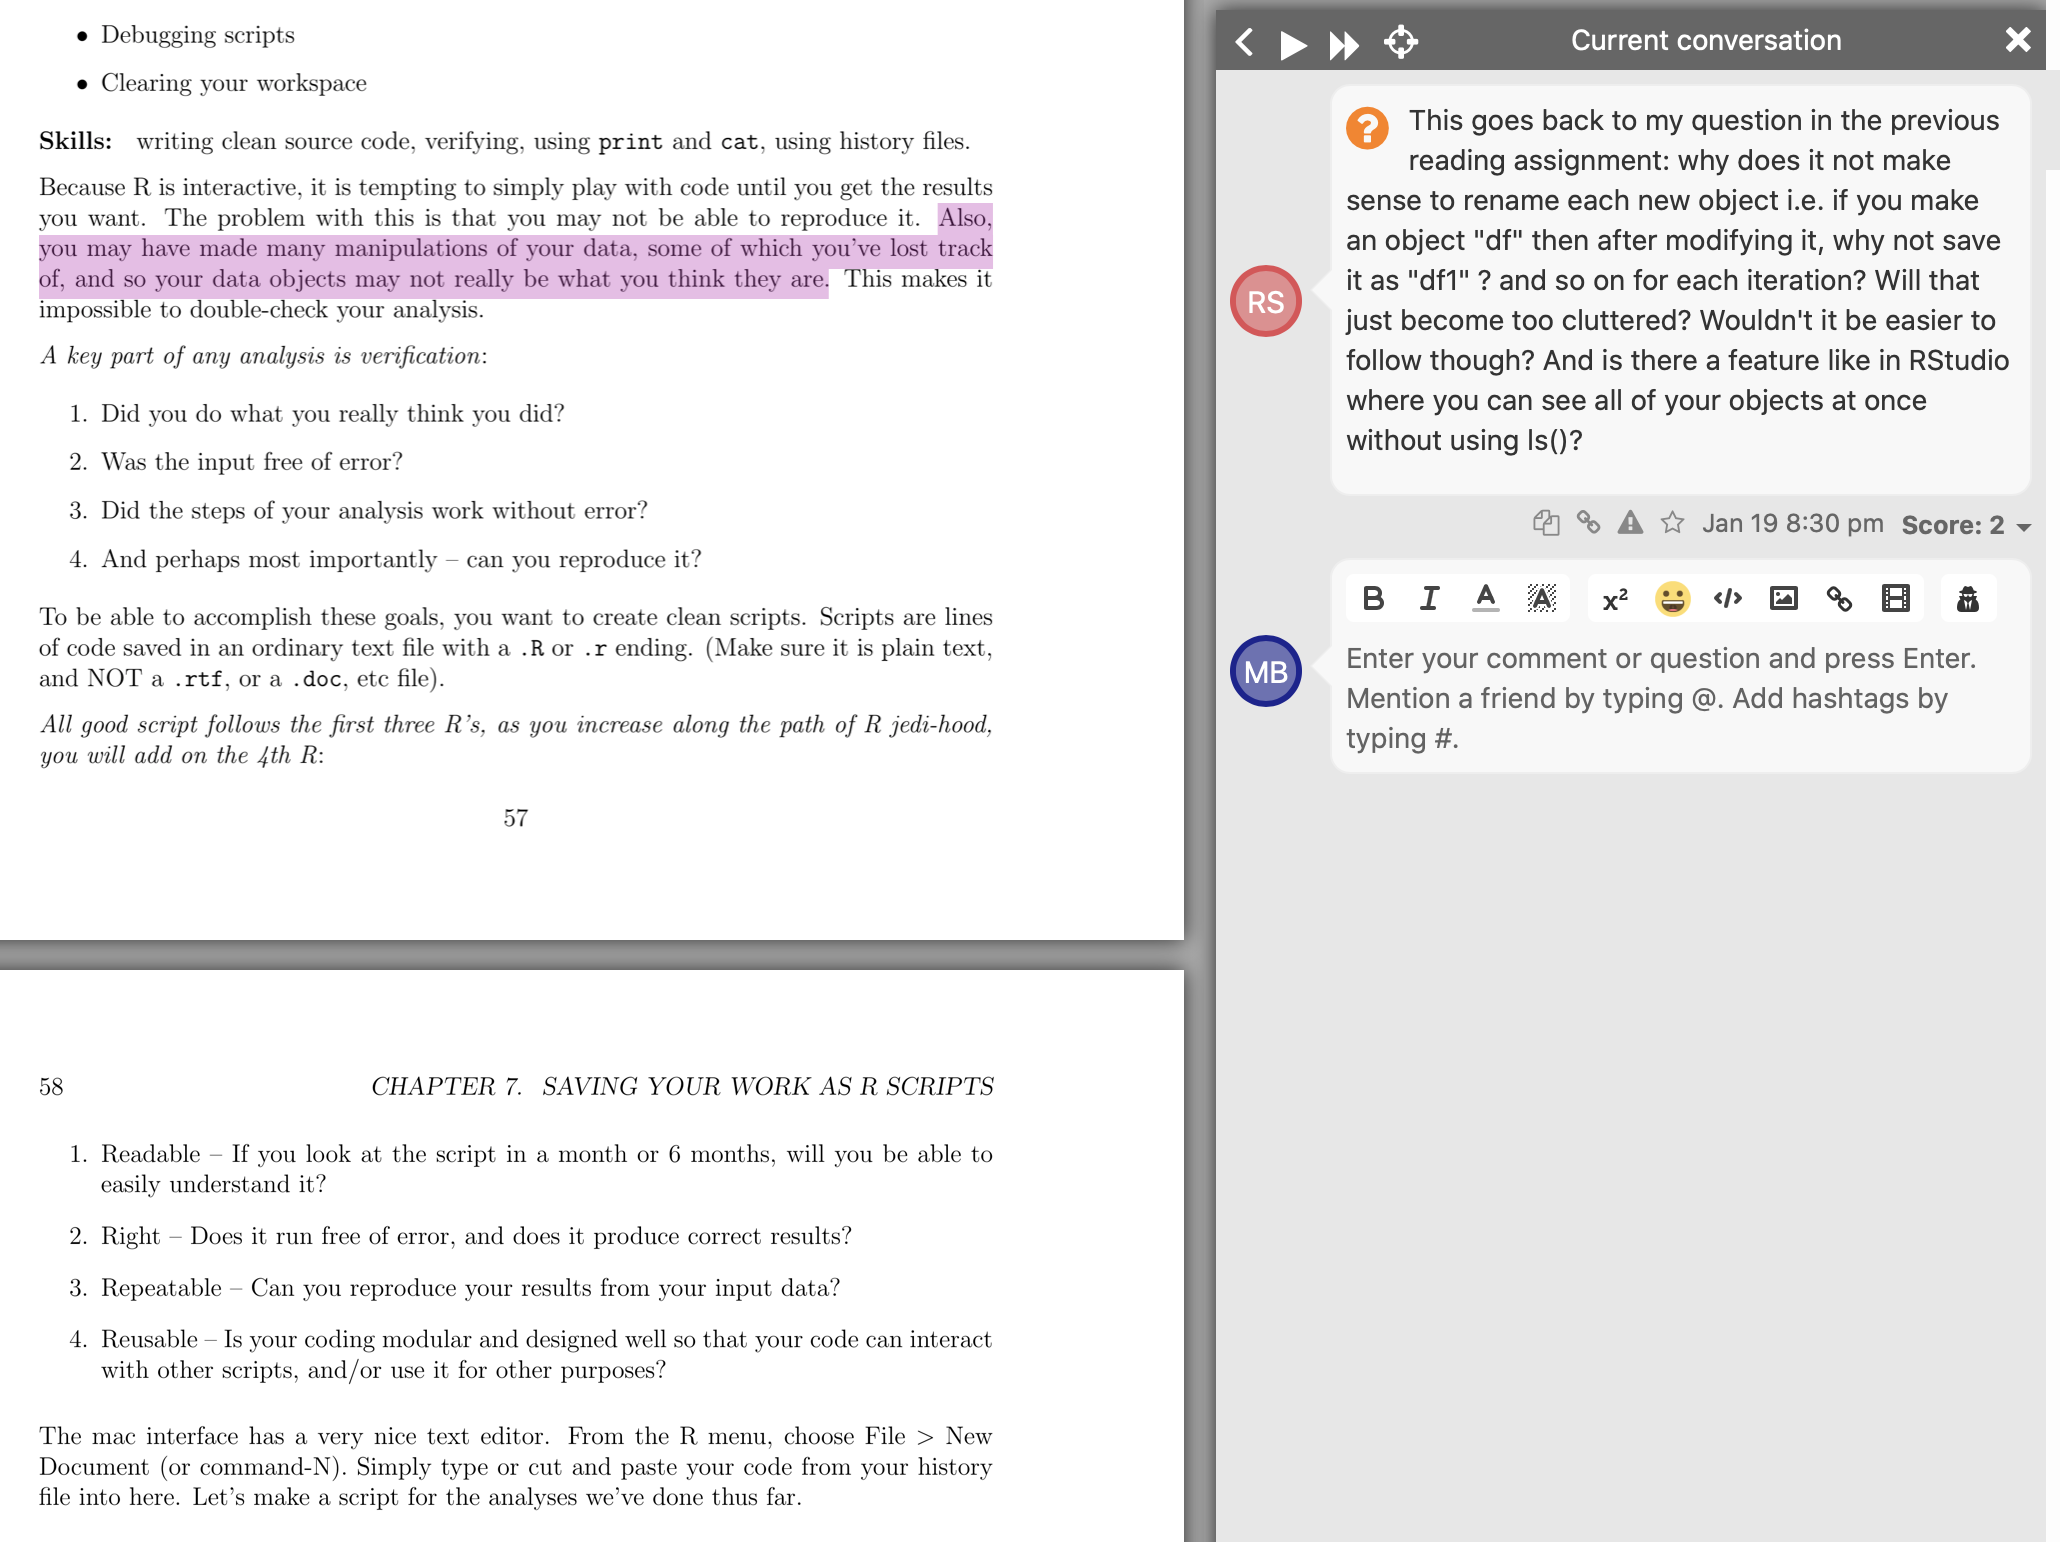 • Debugging scripts
• Clearing your workspace
Skills: writing clean source code, verifying, using print and cat, using history files.
Because R is interactive, it is tempting to simply play with code until you get the results
you want. The problem with this is that you may not be able to reproduce it. Also,
you may have made many manipulations of your data, some of which you've lost track
of, and so your data objects may not really be what you think they are. This makes it
impossible to double-check your analysis.
A key part of any analysis is verification:
1. Did you do what you really think you did?
2. Was the input free of error?
3. Did the steps of your analysis work without error?
4. And perhaps most importantly – can you reproduce it?
To be able to accomplish these goals, you want to create clean scripts. Scripts are lines
of code saved in an ordinary text file with a .R or .r ending. (Make sure it is plain text,
and NOT a .rtf, or a .doc, etc file).
All good script follows the first three R's, as you increase along the path of R jedi-hood,
you will add on the 4th R:
57
58 CHAPTER 7. SAVING YOUR WORK AS R SCRIPTS
1. Readable – If you look at the script in a month or 6 months, will you be able to
easily understand it?
2. Right – Does it run free of error, and does it produce correct results?
3. Repeatable – Can you reproduce your results from your input data?
4. Reusable – Is your coding modular and designed well so that your code can interact
with other scripts, and/or use it for other purposes?
The mac interface has a very nice text editor. From the R menu, choose File > New
Document (or command-N). Simply type or cut and paste your code from your history
file into here. Let's make a script for the analyses we've done thus far.
Current conversation
This goes back to my question in the previous
reading assignment: why does it not make
sense to rename each new object i.e. if you make
an object "df" then after modifying it, why not save
it as "df1" ? and so on for each iteration? Will that
just become too cluttered? Wouldn't it be easier to
follow though? And is there a feature like in RStudio
where you can see all of your objects at once
without using ls()?
RS
Jan 19 8:30 pm Score: 2
B I A A x² </>
MB
Enter your comment or question and press Enter.
Mention a friend by typing @. Add hashtags by
typing #.